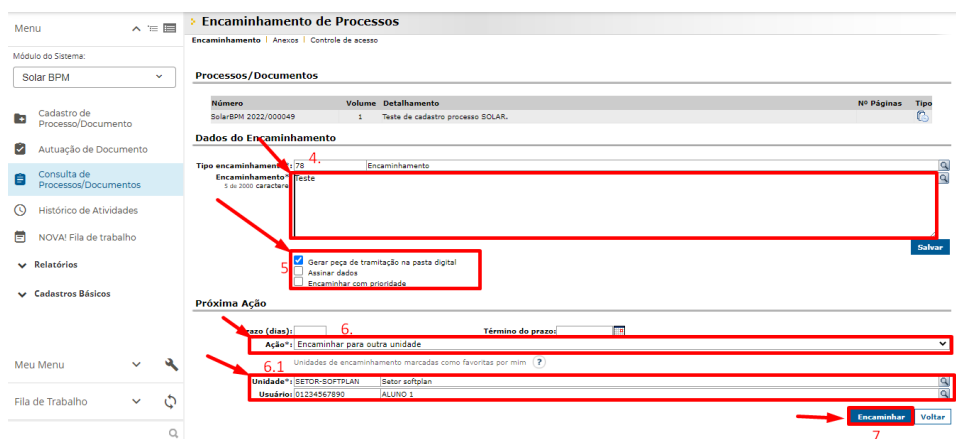 Menu
Módulo do Sistema:
Solar BPM
Cadastro de
Processo/Documento
Autuação de Documento
Consulta de
Processos/Documentos
Histórico de Atividades
NOVA! Fila de trabalho
Relatórios
Cadastros Básicos
Meu Menu
Fila de Trabalho
Encaminhamento de Processos
Encaminhamento | Anexos | Controle de acesso
Processos/Documentos
Número Volume Detalhamento Nº Páginas Tipo
SolarBPM 2022/000049 1 Teste de cadastro processo SOLAR.
Dados do Encaminhamento
4.
Tipo encaminhamento*: 78 Encaminhamento
Encaminhamento* Teste
5 de 2000 caractere
Salvar
5
Gerar peça de tramitação na pasta digital
Assinar dados
Encaminhar com prioridade
Próxima Ação
6.
razo (dias): Término do prazo:
Ação*: Encaminhar para outra unidade
Unidades de encaminhamento marcadas como favoritas por mim ?
6.1
Unidade*: SETOR-SOFTPLAN Setor softplan
Usuário: 01234567890 ALUNO 1
Encaminhar Voltar
7